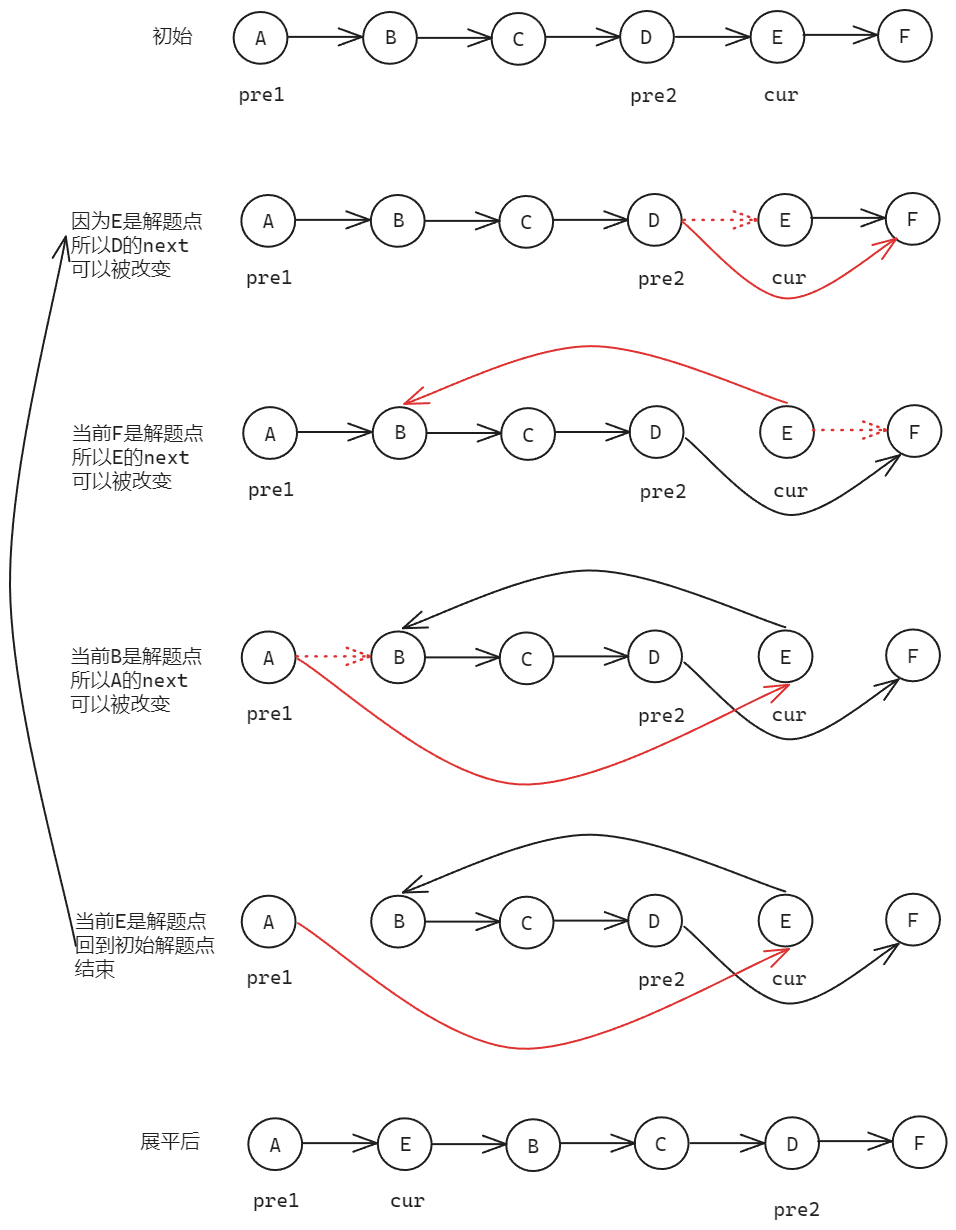 初始 A B C D E F
pre1 pre2 cur
因为E是解题点
所以D的next
可以被改变
A B C D E F
pre1 pre2 cur
当前F是解题点
所以E的next
可以被改变
A B C D E F
pre1 pre2 cur
当前B是解题点
所以A的next
可以被改变
A B C D E F
pre1 pre2 cur
当前E是解题点
回到初始解题点
结束
A B C D E F
pre1 pre2 cur
展平后 A E B C D F
pre1 cur pre2